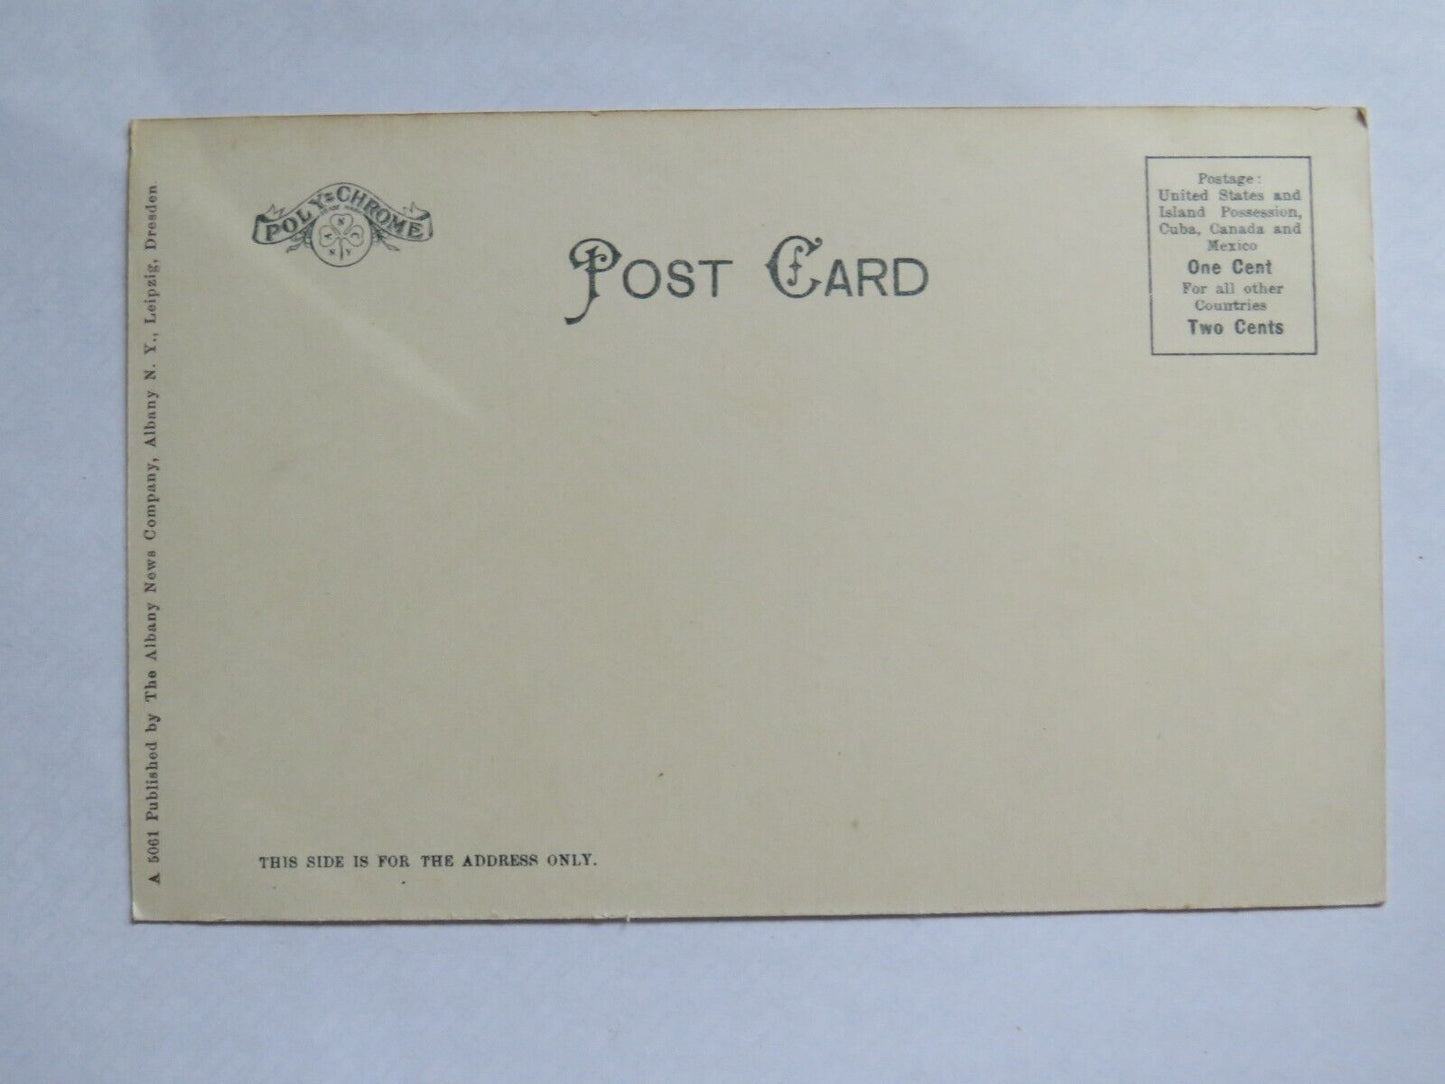 POLY-CHROME
A N C S Y
POST CARD
Postage:
United States and
Island Possession,
Cuba, Canada and
Mexico
One Cent
For all other
Countries
Two Cents
A 5061 Published by The Albany News Company, Albany N. Y., Leipzig, Dresden.
THIS SIDE IS FOR THE ADDRESS ONLY.